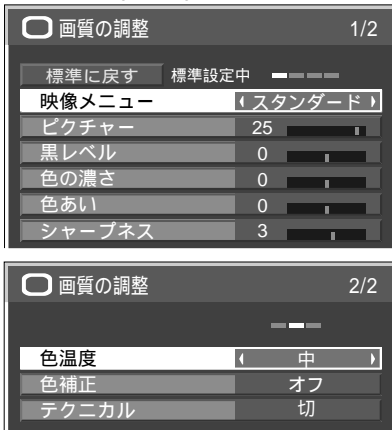 画質の調整 1/2
標準に戻す 標準設定中
映像メニュー スタンダード
ピクチャー 25
黒レベル 0
色の濃さ 0
色あい 0
シャープネス 3
画質の調整 2/2
色温度 中
色補正 オフ
テクニカル 切